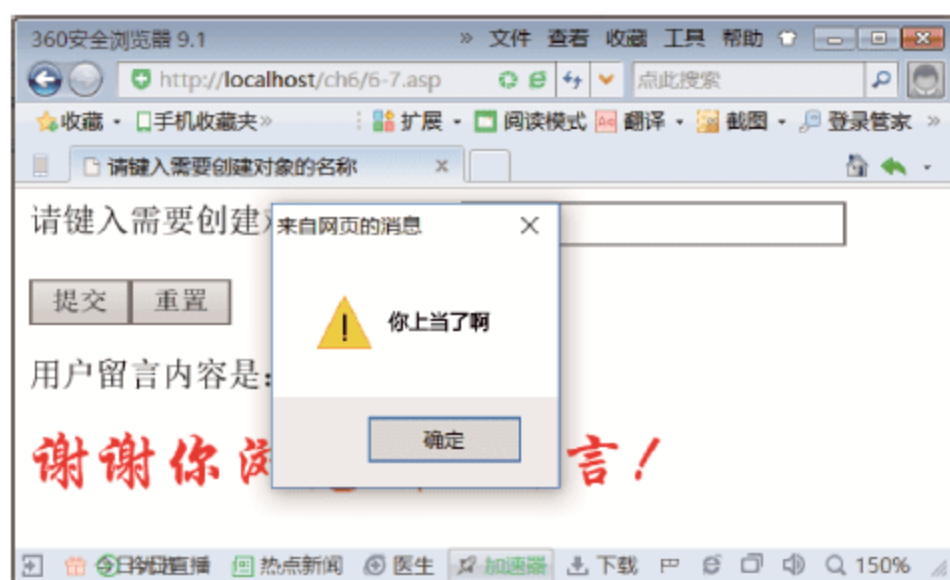 360安全浏览器 9.1 » 文件 查看 收藏 工具 帮助
http://localhost/ch6/6-7.asp 点此搜索
收藏 手机收藏夹» 扩展 阅读模式 翻译 截图 登录管家 »
请键入需要创建对象的名称 ×
请键入需要创建
来自网页的消息
提交 重置
你上当了啊
用户留言内容是:
确定
谢谢你浏 言!
热点新闻 医生 加速器 下载 150%